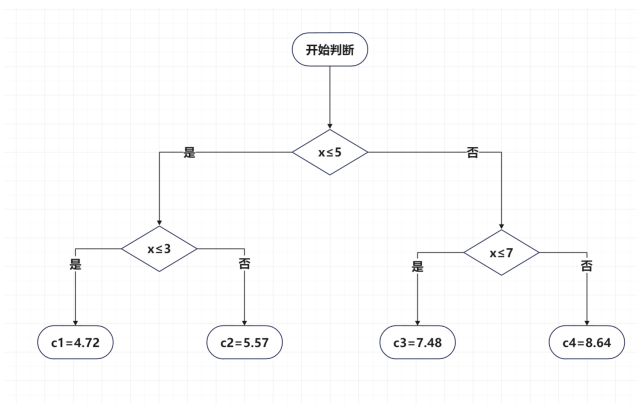 开始判断
x≤5
是
否
x≤3
x≤7
是
否
是
否
c1=4.72
c2=5.57
c3=7.48
c4=8.64